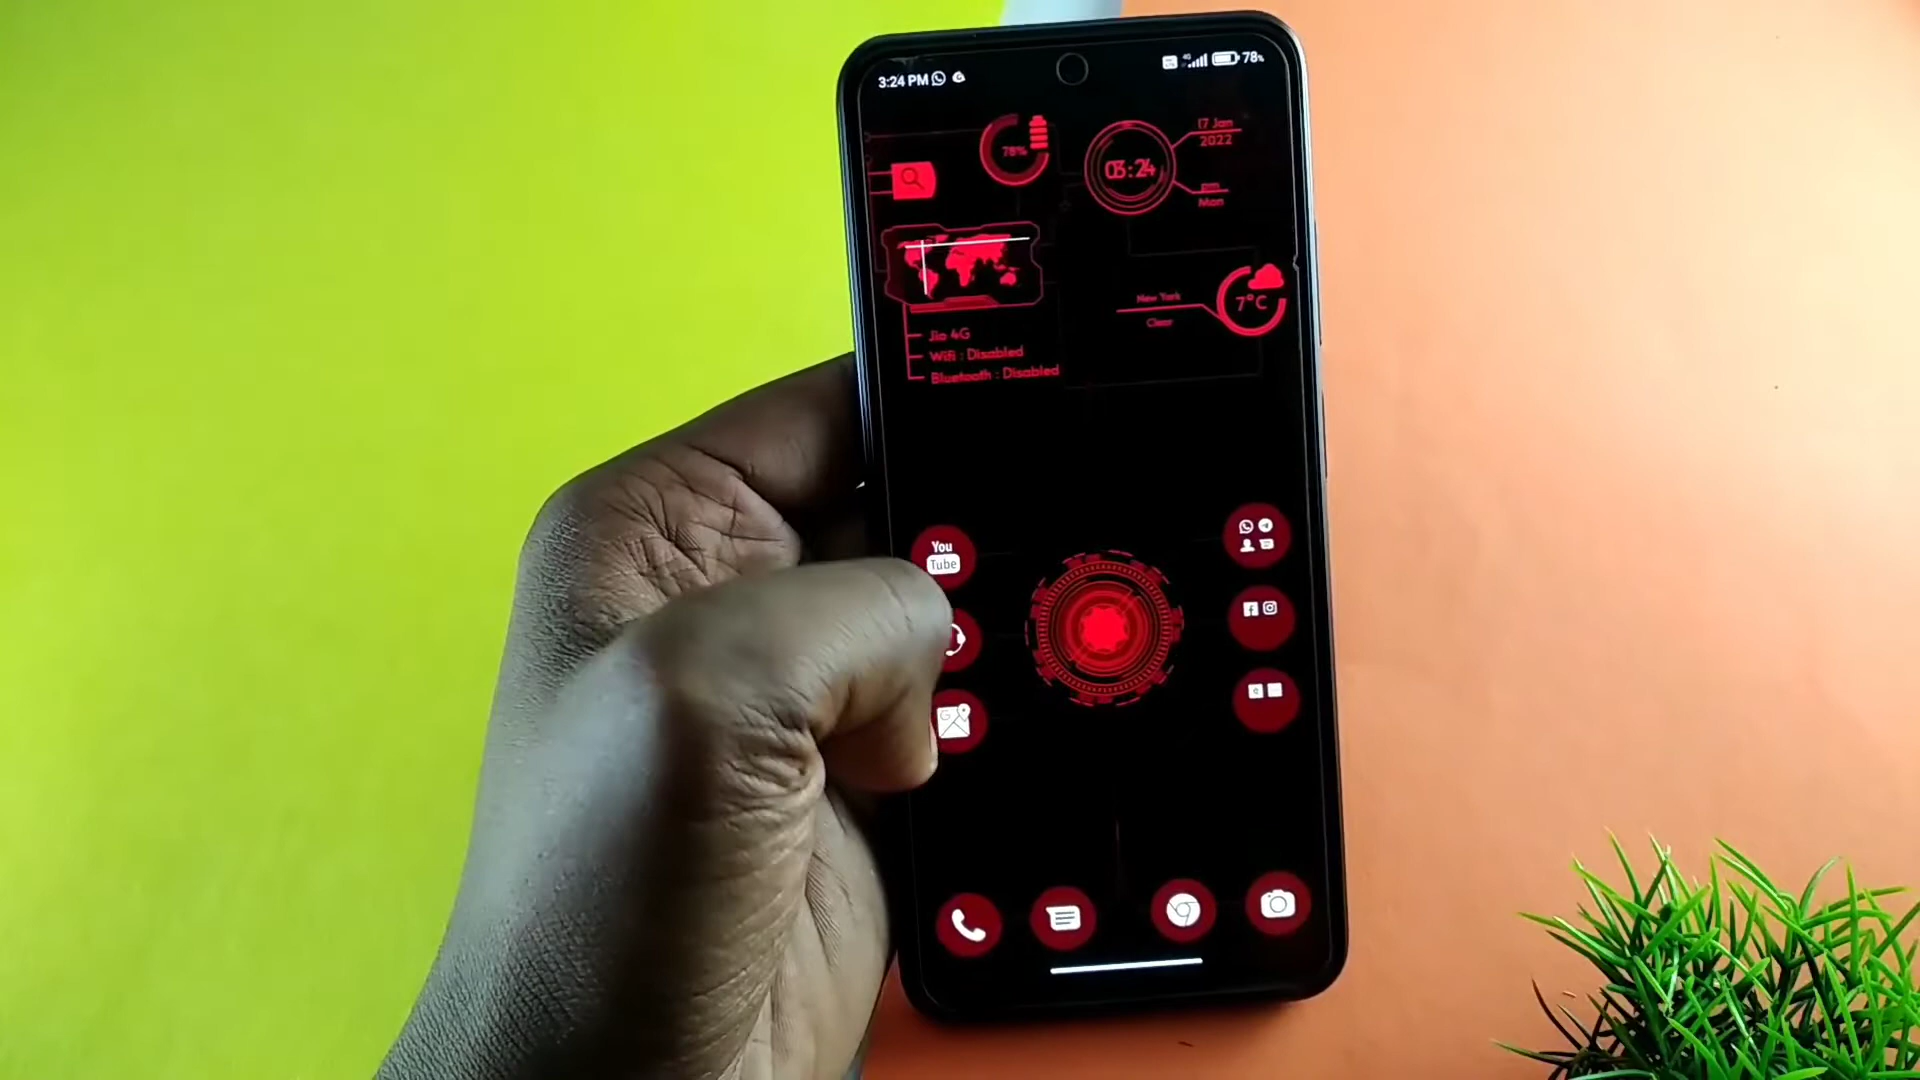 3:24 PM
4G
78%
78%
03:24
17 Jan
2022
Mon
New York
Clear
7°C
Jio 4G
Wifi : Disabled
Bluetooth : Disabled
You
Tube